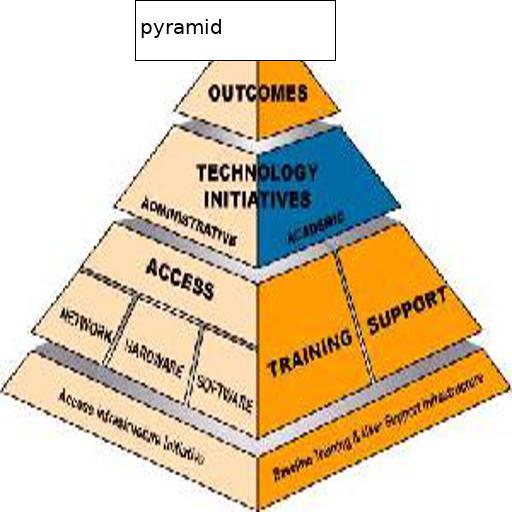 pyramid
OUTCOMES
TECHNOLOGY
INITIATIVES
ADMINISTRATIVE
ACADEMIC
ACCESS
NETWORK
HARDWARE
SOFTWARE
TRAINING
SUPPORT
Access Infrastructure Initiative
Baseline Training & User Support Infrastructure